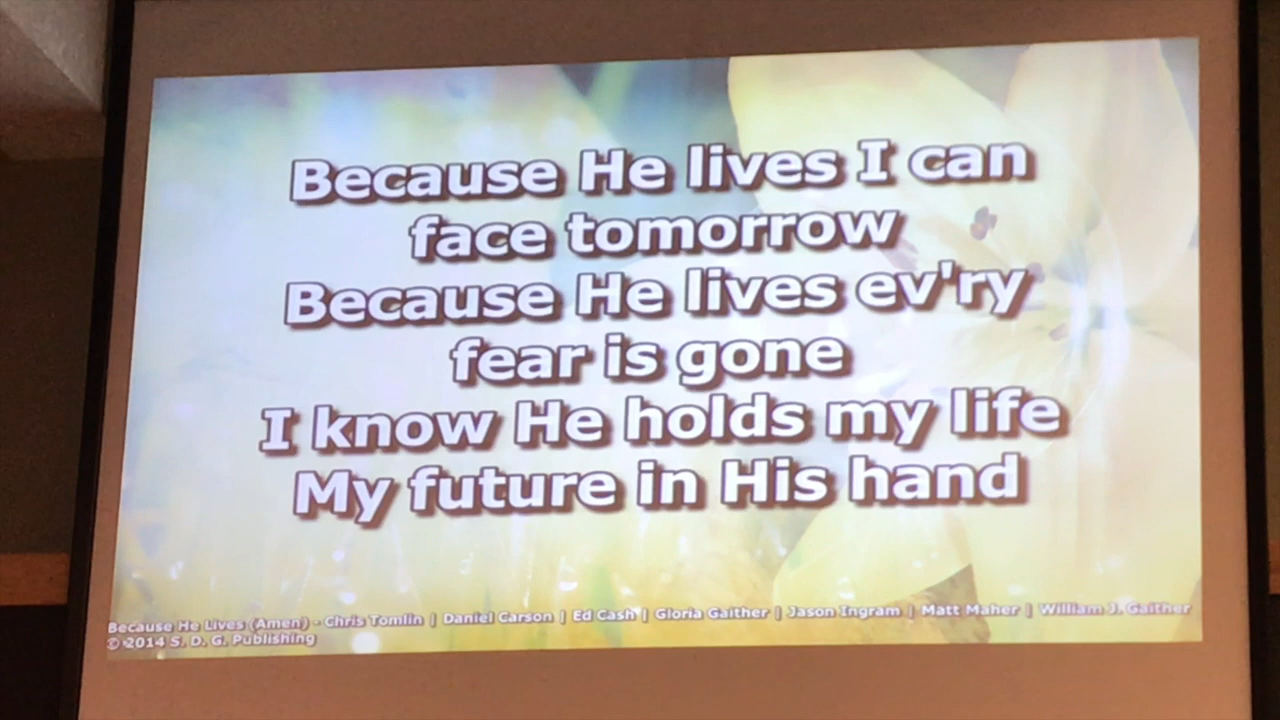 Because He lives I can
face tomorrow
Because He lives ev'ry
fear is gone
I know He holds my life
My future in His hand
Because He Lives (Amen) - Chris Tomlin | Daniel Carson | Ed Cash | Gloria Gaither | Jason Ingram | Matt Maher | William J. Gaither
© 2014 S. D. G. Publishing